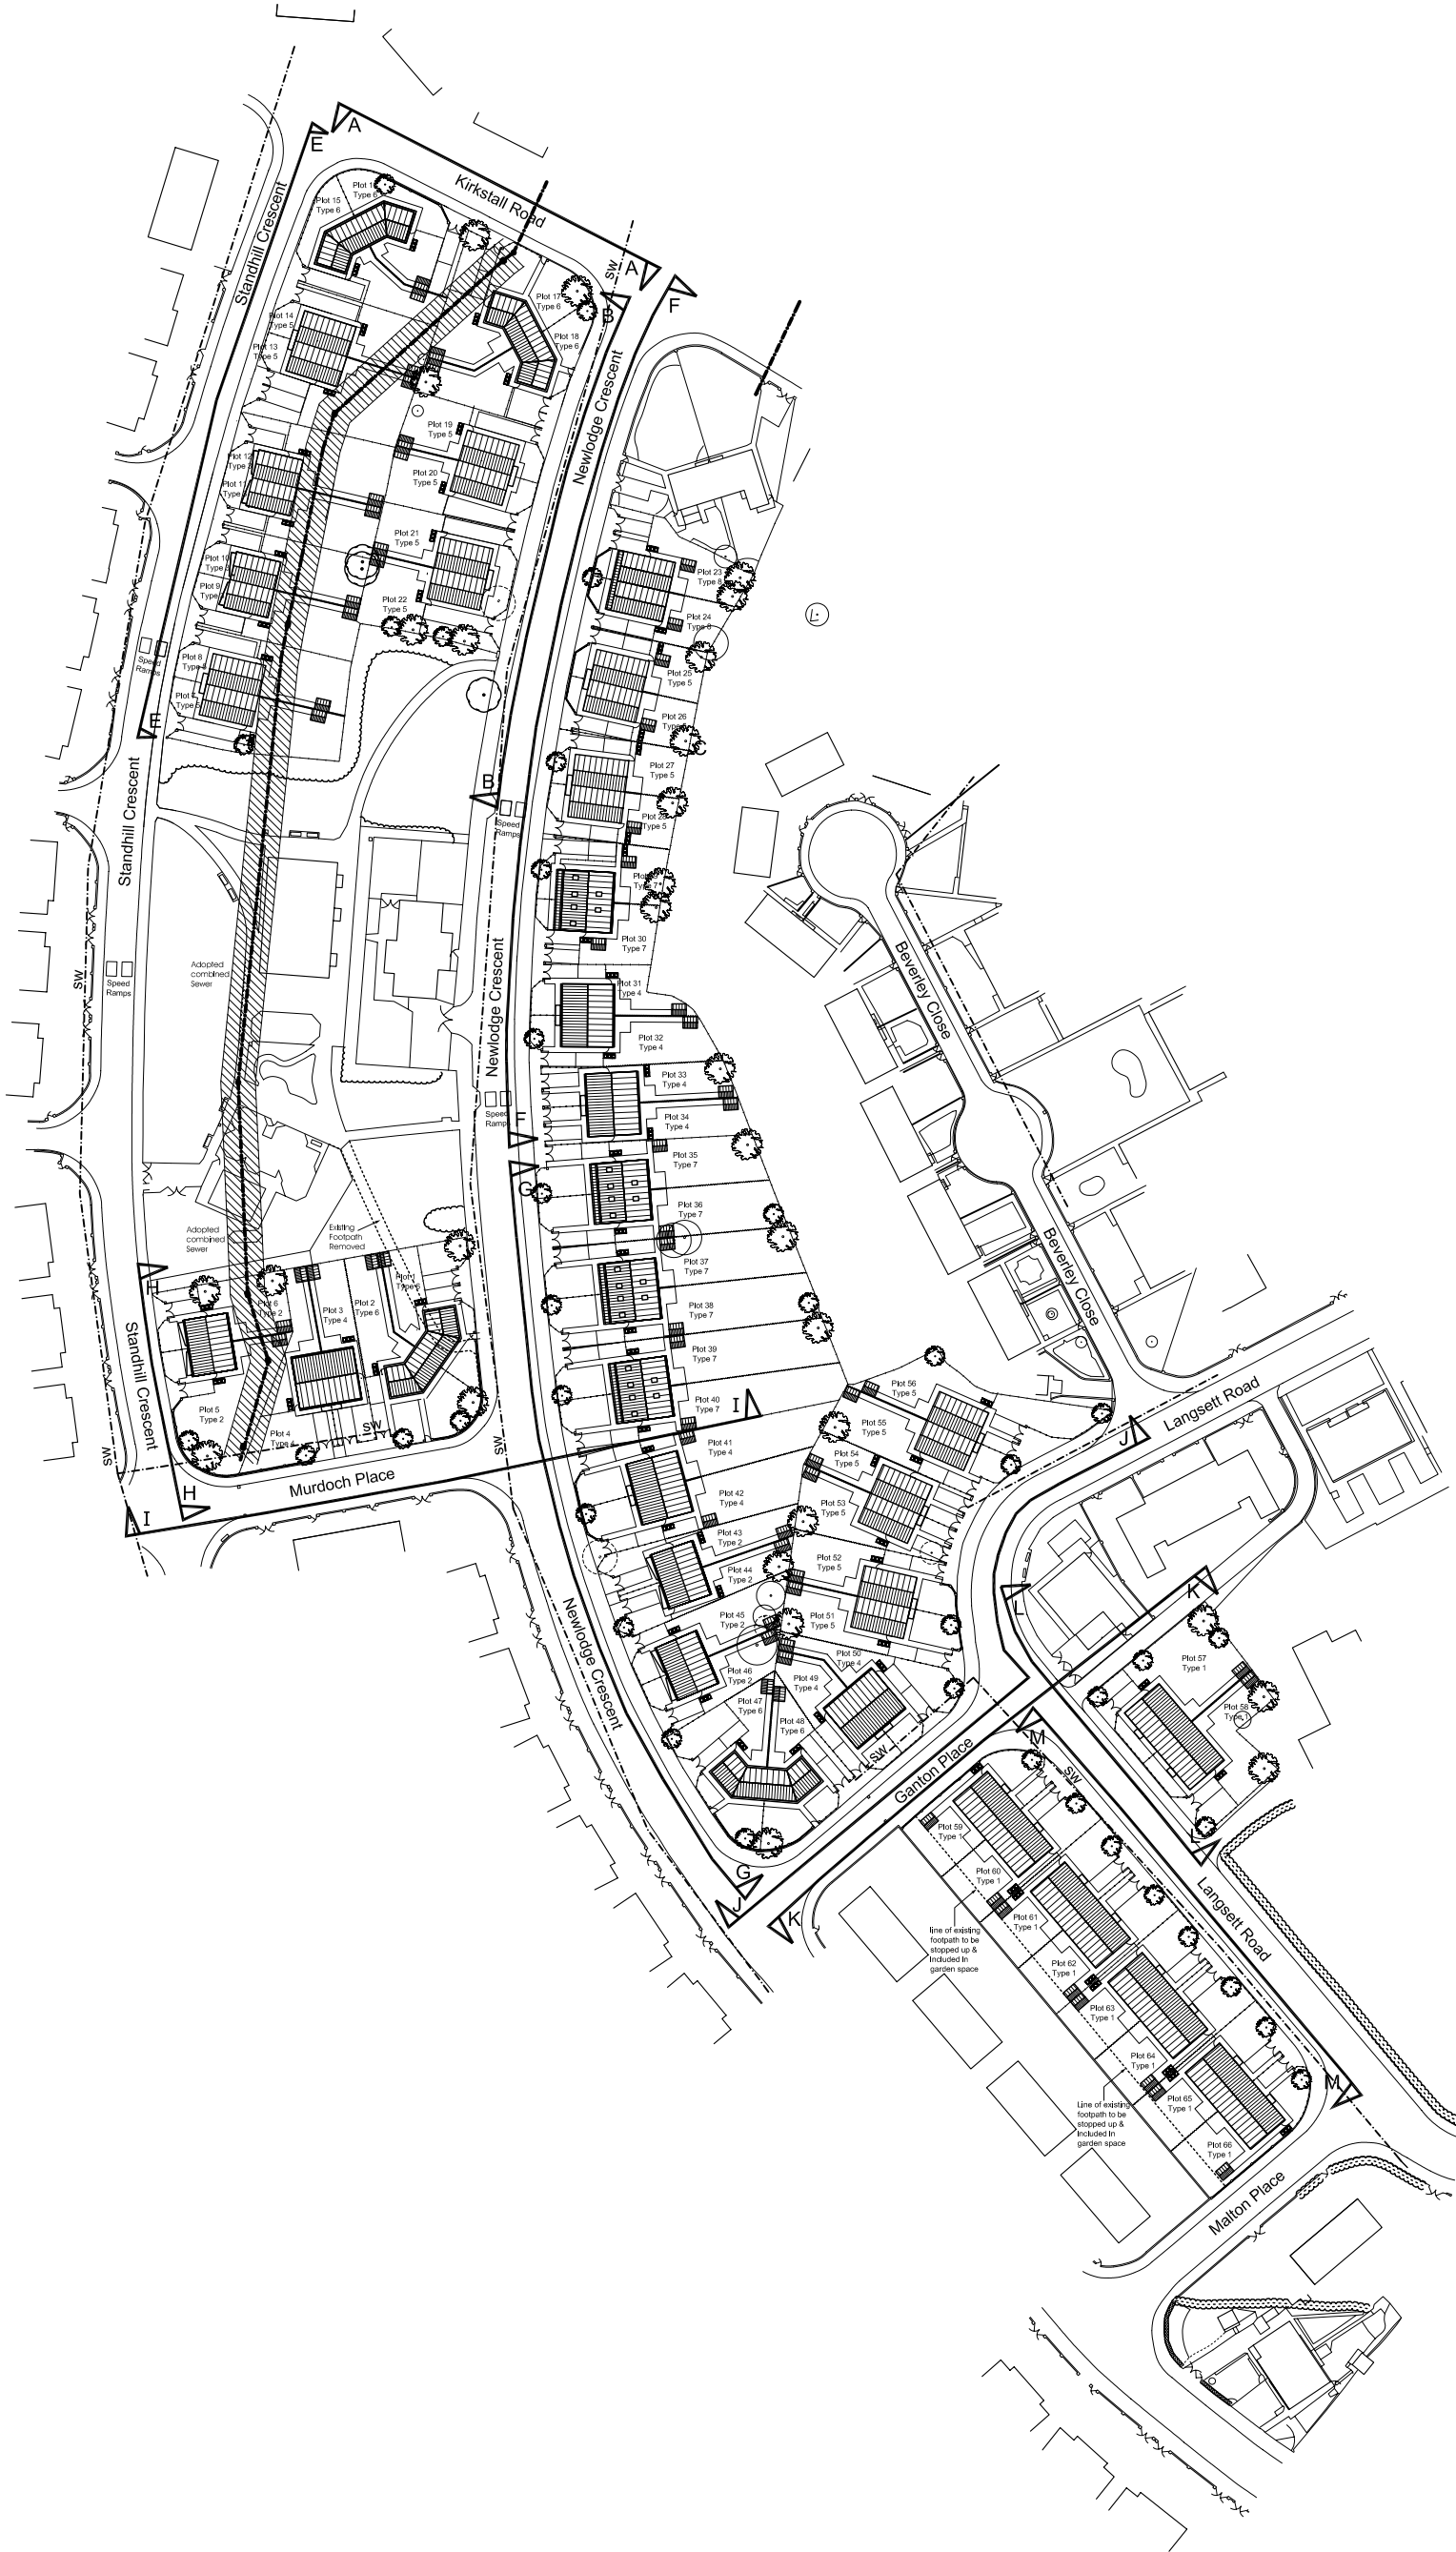 A
E
Kirkstall Road
Standhill Crescent
Plot 15
Type 6
Type 6
SW
A
F
B
Plot 17
Type 6
Plot 18
Type 6
Plot 14
Type 5
Plot 13
Type 5
Newlodge Crescent
Plot 19
Type 5
Plot 20
Type 5
Plot 21
Type 5
Plot 22
Type 5
Plot 9
Plot 8
Speed
Ramps
E
Plot 23
Type 8
Plot 24
Plot 25
Type 5
Plot 26
Plot 27
Type 5
Type 5
B
Speed
Ramps
Standhill Crescent
Plot 30
Type 7
Plot 31
Type 4
Plot 32
Type 4
Plot 33
Type 4
Plot 34
Type 4
Plot 35
Type 7
Plot 36
Type 7
Plot 37
Type 7
Plot 38
Type 7
Plot 39
Type 7
Plot 40
Type 7
Plot 41
Type 4
Plot 42
Type 4
Plot 43
Type 2
Plot 44
Type 2
Plot 45
Type 2
Plot 46
Type 2
Plot 47
Type 6
Plot 48
Type 6
Plot 49
Type 4
Plot 50
Type 4
Plot 51
Type 5
Plot 52
Type 5
Plot 53
Type 5
Plot 54
Type 5
Plot 55
Type 5
Plot 56
Type 5
Newlodge Crescent
Adopted
combined
Sewer
SW
Speed
Ramps
Speed
Ramps
F
G
Beverley Close
Beverley Close
Adopted
combined
Sewer
Existing
Footpath
Removed
H
Plot 1
Plot 2
Type 6
Plot 3
Type 4
Plot 4
Plot 5
Type 2
Plot 6
Type 2
SW
SW
SW
Standhill Crescent
Murdoch Place
H
I
I
J
Langsett Road
L
K
Newlodge Crescent
Plot 57
Type 1
Plot 58
SW
Ganton Place
M
SW
G
J
K
L
Langsett Road
Plot 59
Type 1
Plot 60
Type 1
Plot 61
Type 1
Plot 62
Type 1
Plot 63
Type 1
Plot 64
Type 1
Plot 65
Type 1
Plot 66
Type 1
line of existing
footpath to be
stopped up &
included in
garden space
Line of existing
footpath to be
stopped up &
included in
garden space
M
Malton Place